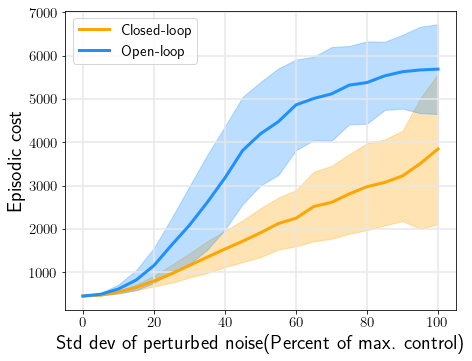 7000
6000
5000
4000
3000
2000
1000
Episodic cost
Closed-loop
Open-loop
0 20 40 60 80 100
Std dev of perturbed noise(Percent of max. control)